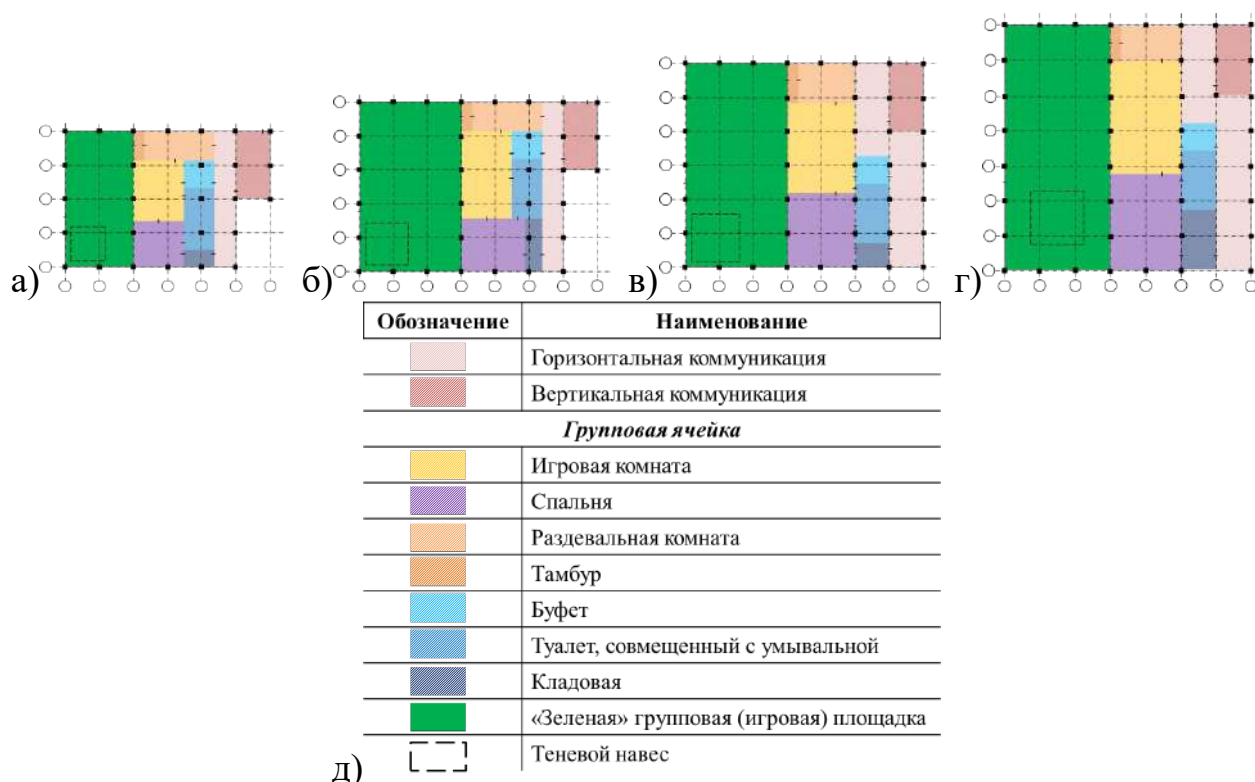 а) б) в) г)
Обозначение Наименование
Горизонтальная коммуникация
Вертикальная коммуникация
Групповая ячейка
Игровая комната
Спальня
Раздевальная комната
Тамбур
Буфет
Туалет, совмещенный с умывальной
Кладовая
«Зеленая» групповая (игровая) площадка
д) Теневой навес